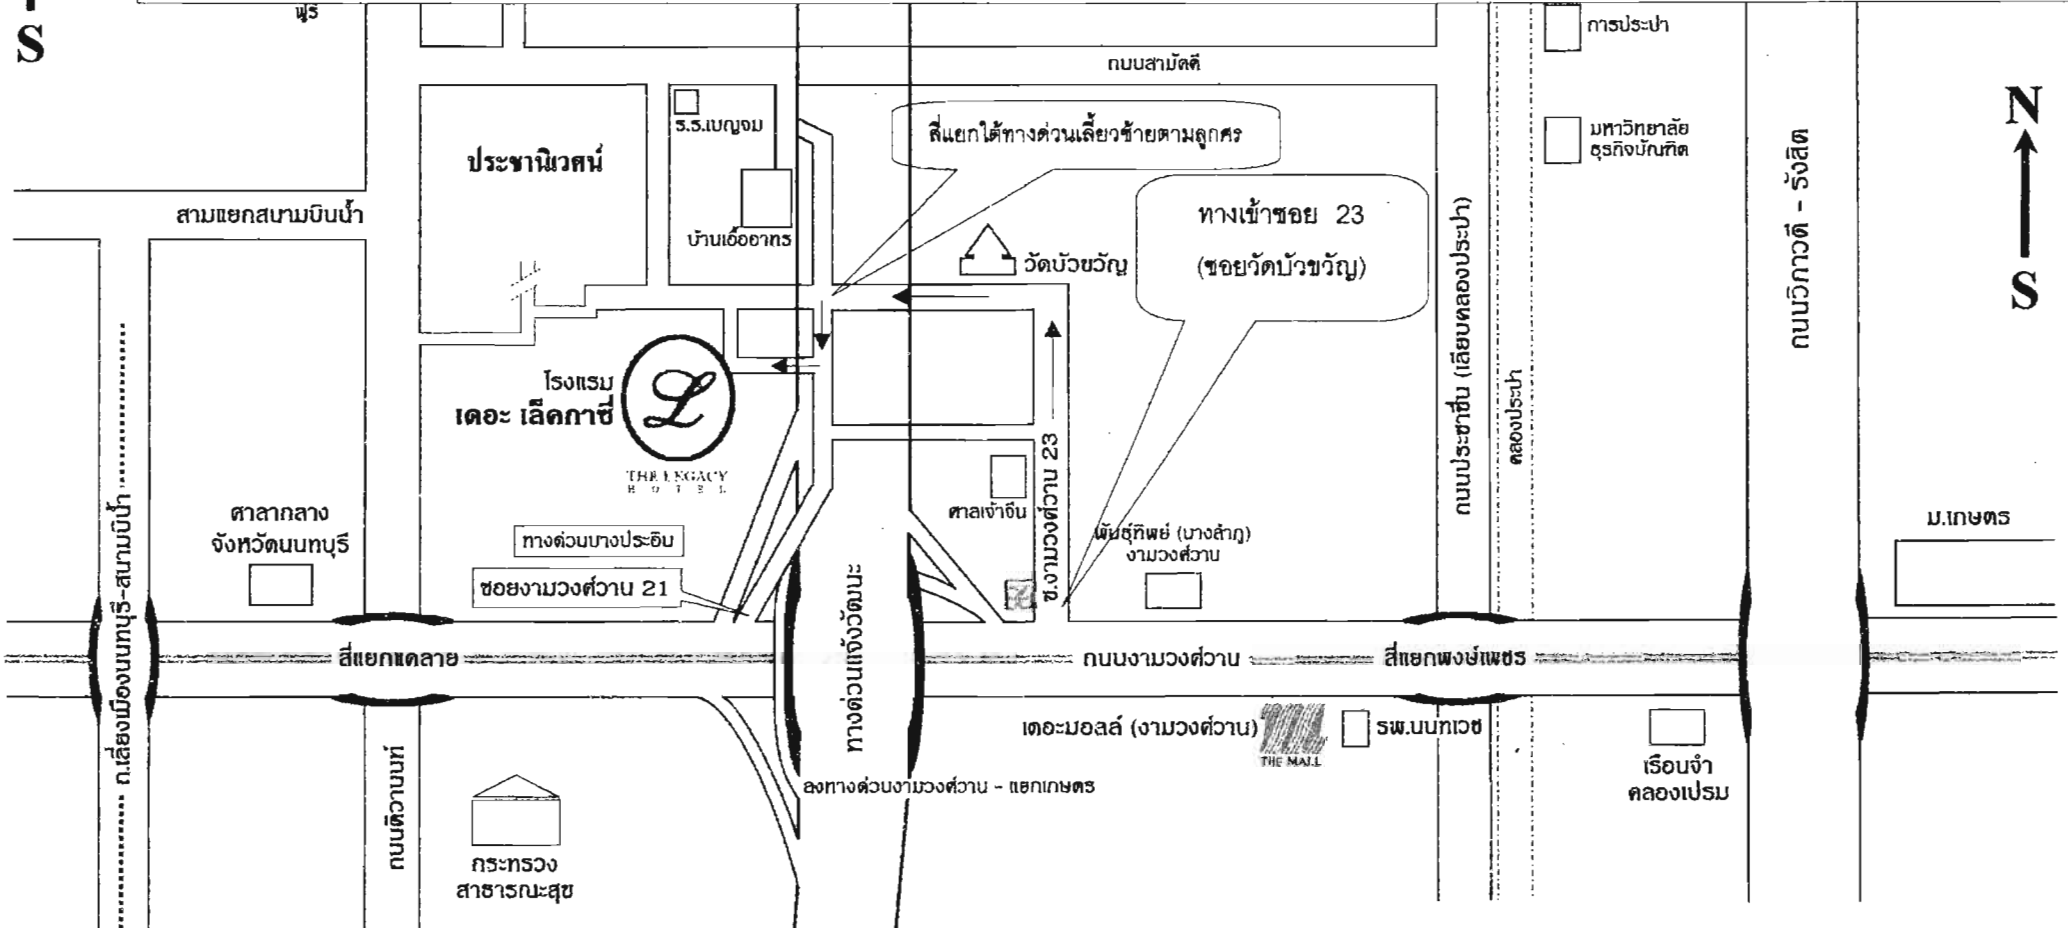 S
ถนนสามัคคี
การประปา
N
S
ร.ร.เบญจม
สี่แยกใต้ทางด่วนเลี้ยวซ้ายตามลูกศร
มหาวิทยาลัย
ธุรกิจบัณฑิต
ประชานิเวศน์
สามแยกสนามบินน้ำ
บ้านเอื้ออาทร
วัดบัวขวัญ
ทางเข้าซอย 23
(ซอยวัดบัวขวัญ)
ถนนประชาชื่น (เลียบคลองประปา)
คลองประปา
ถนนวิภาวดี - รังสิต
โรงแรม
เดอะ เล็คกาซี่
L
THE LEGACY
HOTEL
ศาลากลาง
จังหวัดนนทบุรี
ทางด่วนบางปะอิน
ซอยงามวงศ์วาน 21
ศาลเจ้าจีน
ซ.งามวงศ์วาน 23
พันธุ์ทิพย์ (บางลำภู)
งามวงศ์วาน
ม.เกษตร
ถ.เลี่ยงเมืองนนทบุรี-สนามบินน้ำ
สี่แยกแคลาย
ทางด่วนแจ้งวัฒนะ
ถนนงามวงศ์วาน
สี่แยกพงษ์เพชร
เดอะมอลล์ (งามวงศ์วาน)
THE MALL
รพ.นนทเวช
เรือนจำ
คลองเปรม
ลงทางด่วนงามวงศ์วาน - แยกเกษตร
ถนนติวานนท์
กระทรวง
สาธารณะสุข